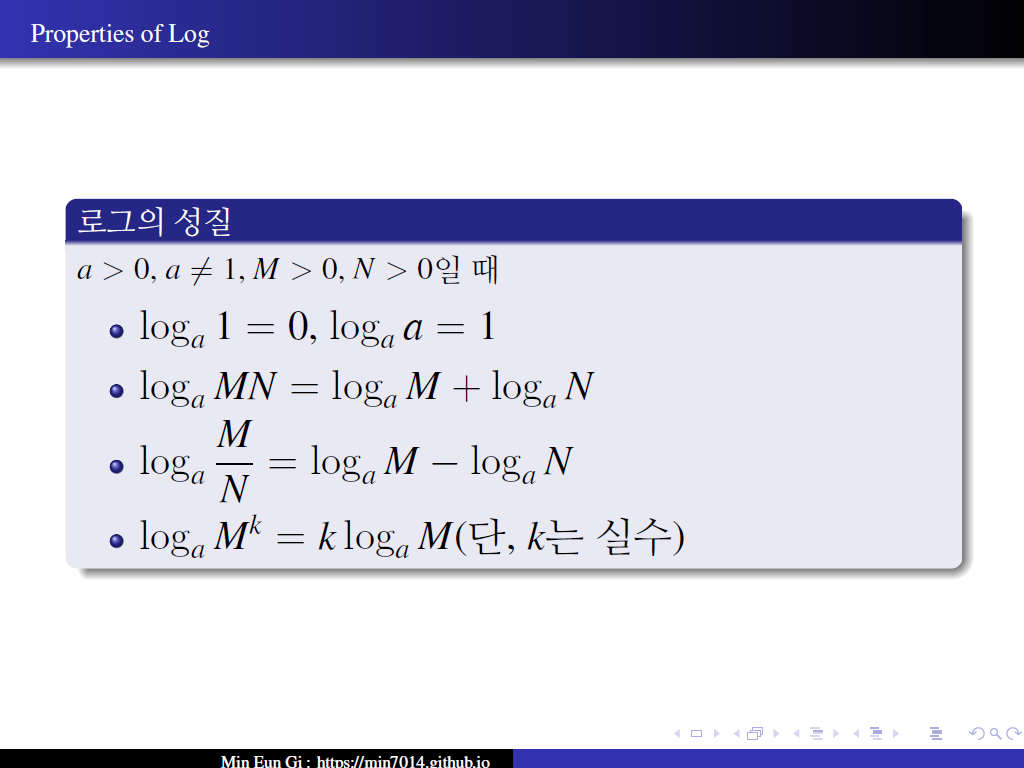 Properties of Log
로그의 성질
a > 0, a ≠ 1, M > 0, N > 0일 때
log_a 1 = 0, log_a a = 1
log_a MN = log_a M + log_a N
log_a M/N = log_a M − log_a N
log_a M^k = k log_a M(단, k는 실수)
Min Eun Gi : https://min7014.github.io